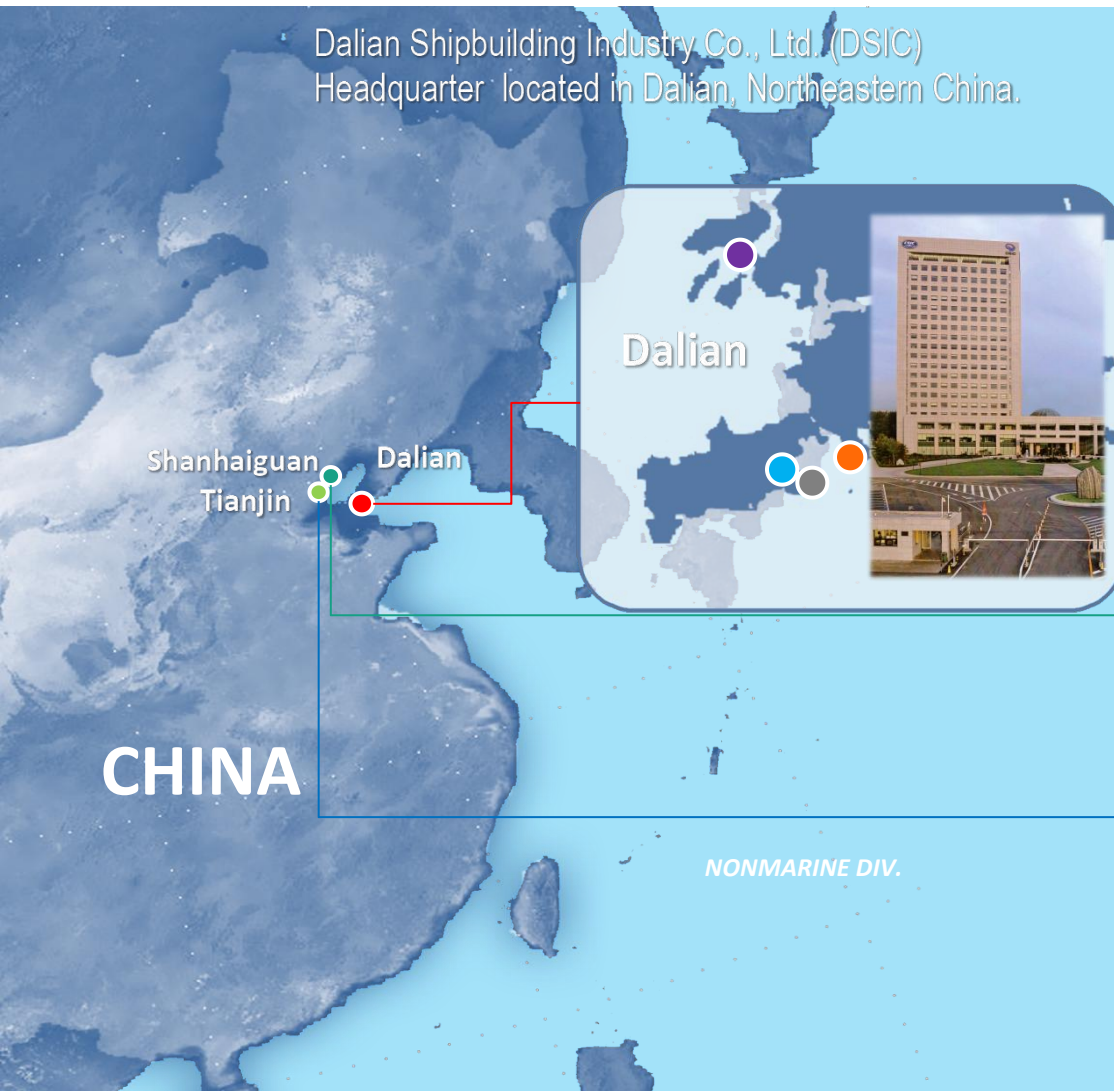 Dalian Shipbuilding Industry Co., Ltd. (DSIC)
Headquarter located in Dalian, Northeastern China.
Dalian
Shanhaiguan
Dalian
Tianjin
CHINA
NONMARINE DIV.